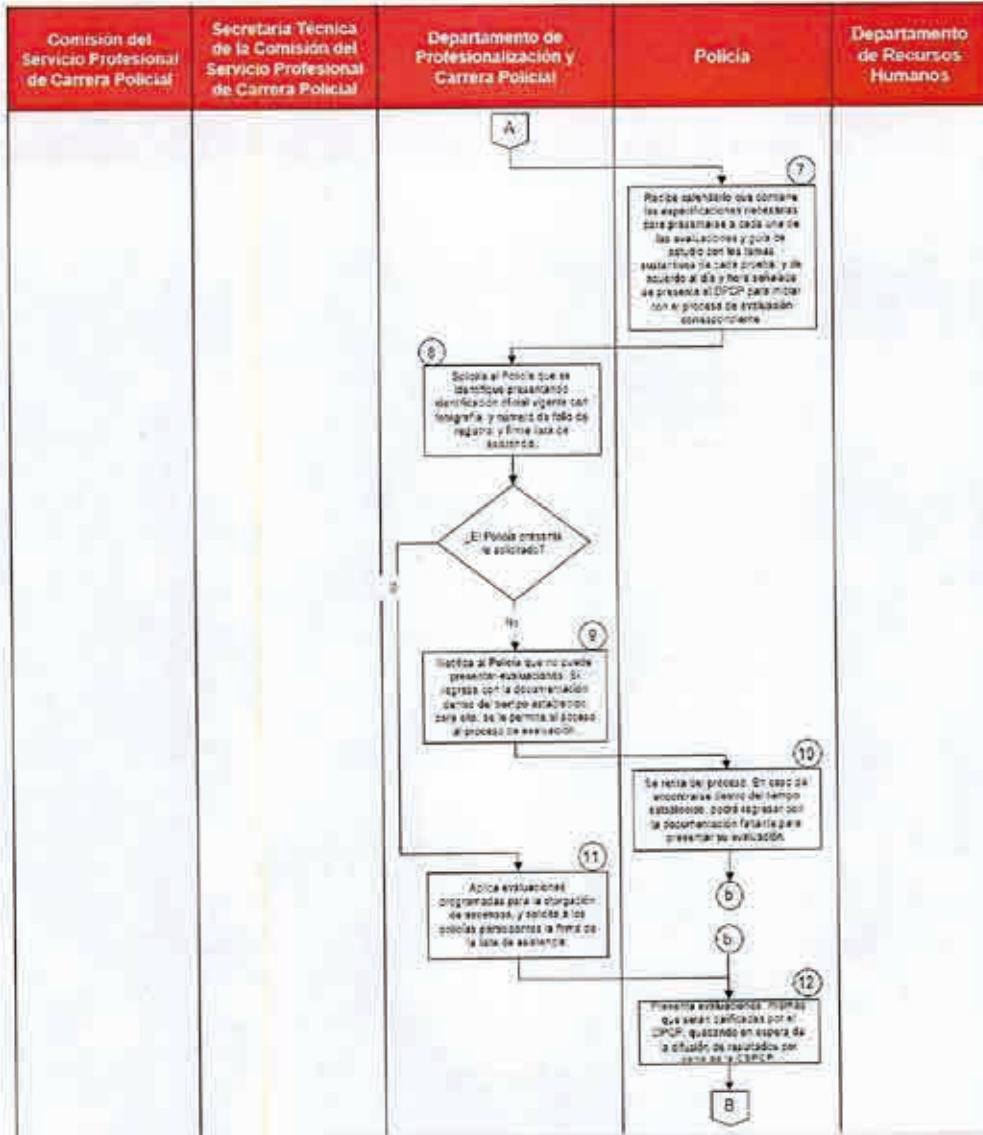 Comisión del
Servicio Profesional
de Carrera Policial
Secretaria Técnica
de la Comisión del
Servicio Profesional
de Carrera Policial
Departamento de
Profesionalización y
Carrera Policial
Policía
Departamento
de Recursos
Humanos
A
7
Recibe calendario que contiene
las especificaciones necesarias
para presentarse a cada una de
las evaluaciones y guía de
estudio con los temas
sustantivos de cada prueba, y de
acuerdo al día y hora señalada
se presenta al DPCP para iniciar
con el proceso de evaluación
correspondiente
8
Solicita al Policía que se
identifique presentando
identificación oficial vigente con
fotografía, y número de folio de
registro, y firme lista de
asistencia.
¿El Policía presenta
lo solicitado?
No
9
Notifica al Policía que no puede
presentar evaluaciones. Si
regresa con la documentación
dentro del tiempo establecido
para ello, se le permite el acceso
al proceso de evaluación.
10
Se retira del proceso. En caso de
encontrarse dentro del tiempo
establecido, podrá regresar con
la documentación faltante para
presentar su evaluación.
b
11
Aplica evaluaciones
programadas para la otorgación
de ascensos, y solicita a los
policías participantes la firma de
la lista de asistencia.
b
12
Presenta evaluaciones, mismas
que serán calificadas por el
DPCP, quedando en espera de
la difusión de resultados por
parte de la CSPCP.
B